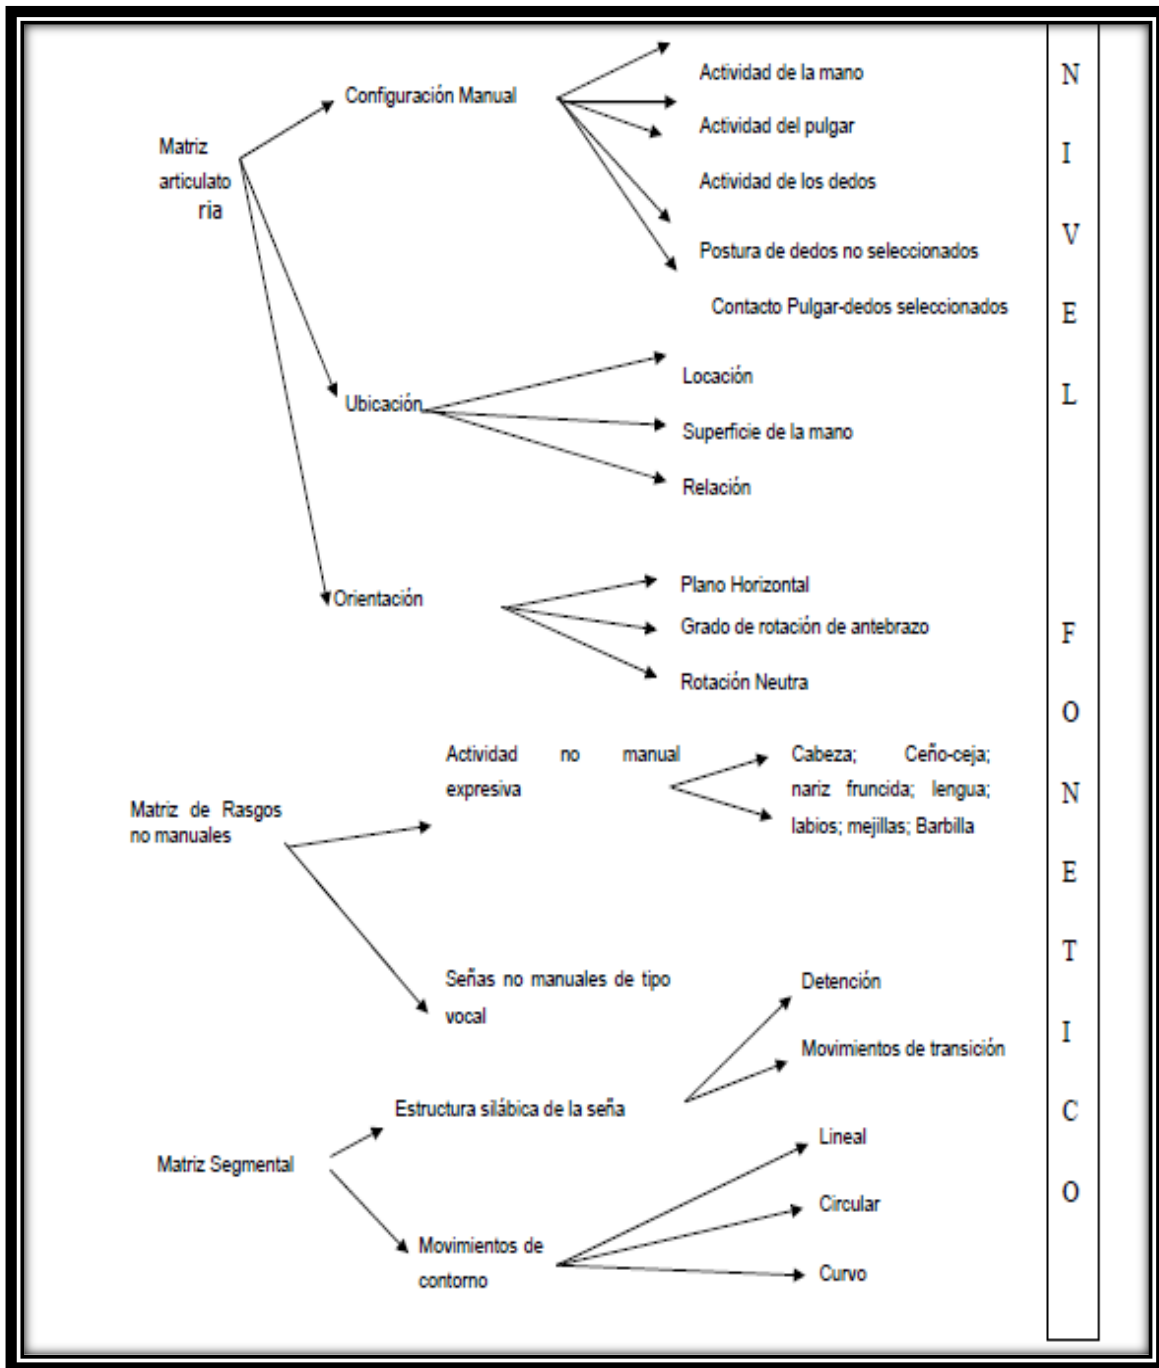 Actividad de la mano
Configuración Manual
Actividad del pulgar
Matriz
articulato
ria
Actividad de los dedos
Postura de dedos no seleccionados
Contacto Pulgar-dedos seleccionados
Locación
Ubicación
Superficie de la mano
Relación
Plano Horizontal
Orientación
Grado de rotación de antebrazo
Rotación Neutra
Actividad no manual
expresiva
Cabeza; Ceño-ceja;
nariz fruncida; lengua;
labios; mejillas; Barbilla
Matriz de Rasgos
no manuales
Señas no manuales de tipo
vocal
Detención
Movimientos de transición
Estructura silábica de la seña
Lineal
Matriz Segmental
Circular
Movimientos de
contorno
Curvo
N
I
V
E
L
F
O
N
E
T
I
C
O